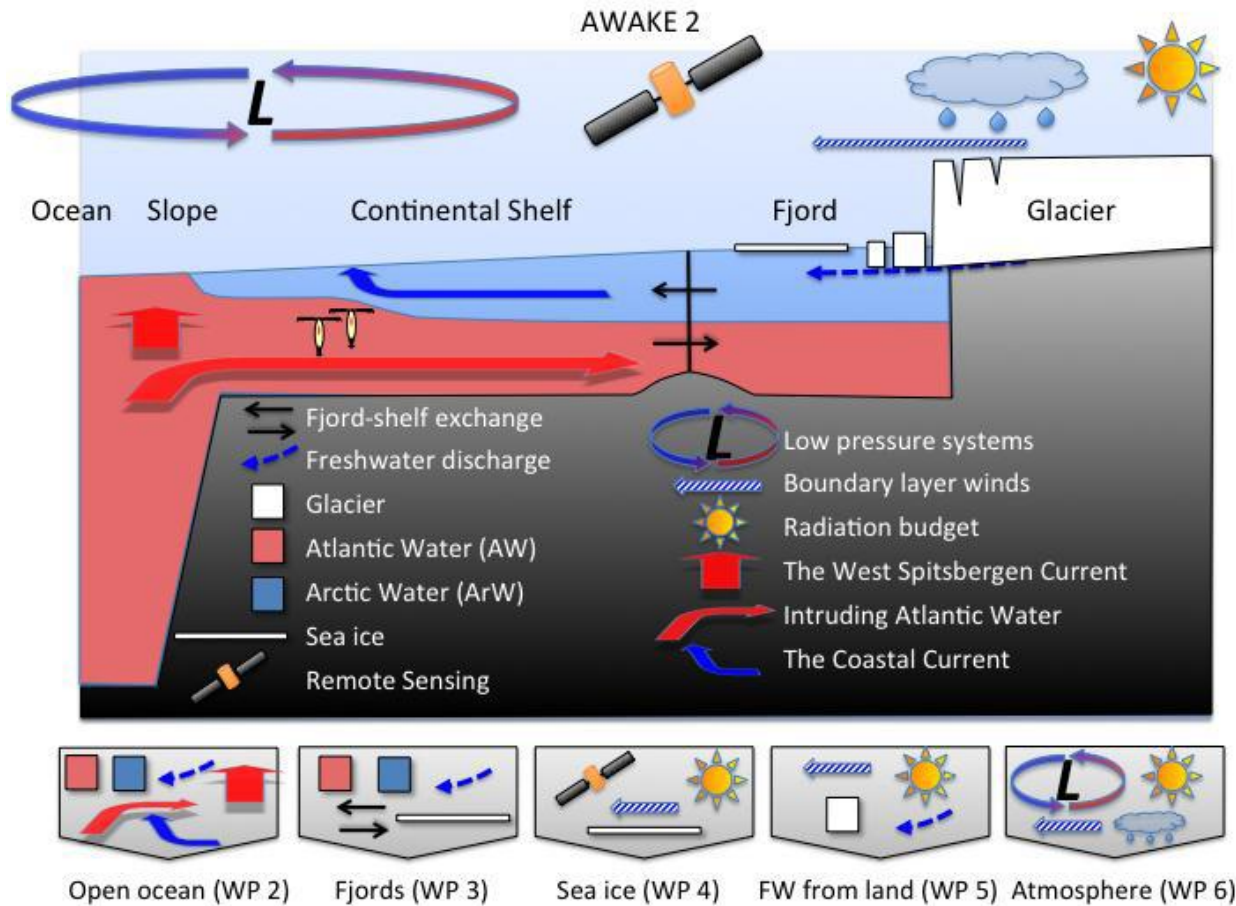 AWAKE 2
L
Ocean Slope Continental Shelf Fjord Glacier
Fjord-shelf exchange
Freshwater discharge
Glacier
Atlantic Water (AW)
Arctic Water (ArW)
Sea ice
Remote Sensing
L
Low pressure systems
Boundary layer winds
Radiation budget
The West Spitsbergen Current
Intruding Atlantic Water
The Coastal Current
L
Open ocean (WP 2) Fjords (WP 3) Sea ice (WP 4) FW from land (WP 5) Atmosphere (WP 6)